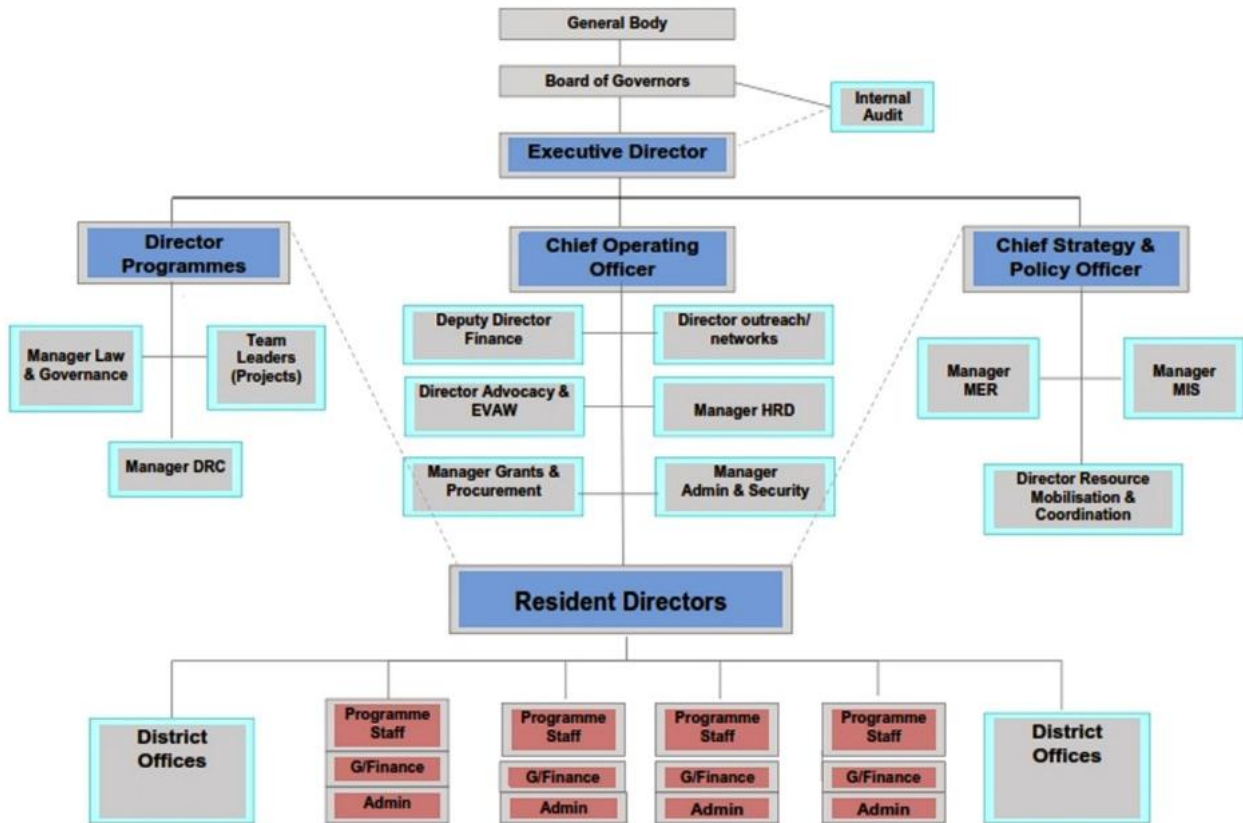 General Body
Board of Governors
Internal
Audit
Executive Director
Director
Programmes
Chief Operating
Officer
Chief Strategy &
Policy Officer
Manager Law
& Governance
Team
Leaders
(Projects)
Manager DRC
Deputy Director
Finance
Director outreach/
networks
Director Advocacy &
EVAW
Manager HRD
Manager Grants &
Procurement
Manager
Admin & Security
Manager
MER
Manager
MIS
Director Resource
Mobilisation &
Coordination
Resident Directors
District
Offices
Programme
Staff
G/Finance
Admin
Programme
Staff
G/Finance
Admin
Programme
Staff
G/Finance
Admin
Programme
Staff
G/Finance
Admin
District
Offices